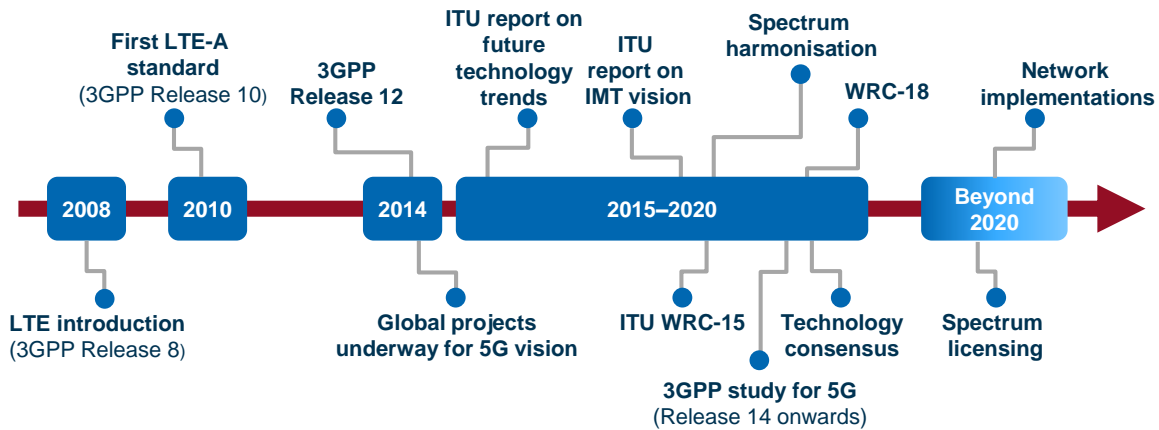 First LTE-A
standard
(3GPP Release 10)
3GPP
Release 12
ITU report on
future
technology
trends
ITU
report on
IMT vision
Spectrum
harmonisation
WRC-18
Network
implementations
2008
2010
2014
2015–2020
Beyond
2020
LTE introduction
(3GPP Release 8)
Global projects
underway for 5G vision
ITU WRC-15
3GPP study for 5G
(Release 14 onwards)
Technology
consensus
Spectrum
licensing